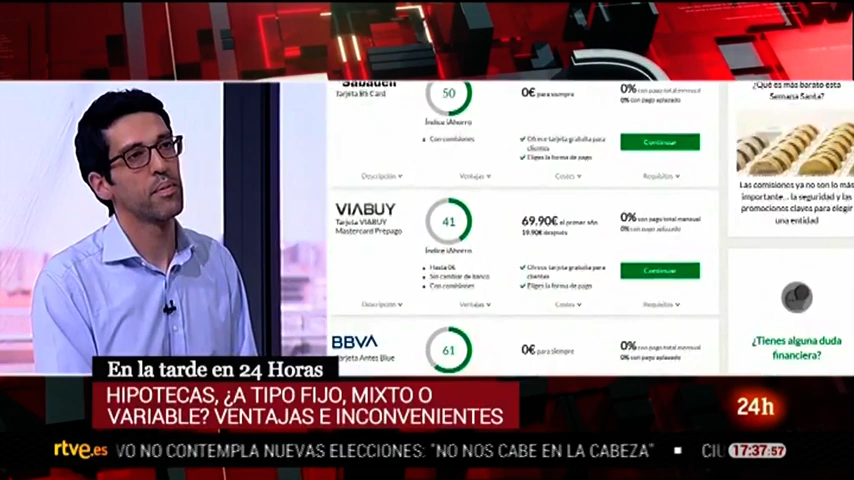 Sabadell
Tarjeta BS Card
50
Índice iAhorro
0€ para siempre
0% con pago total mensual
0% con pago aplazado
Con comisiones
Ofrece tarjeta gratuita para
clientes
Eliges la forma de pago
Continuar
Descripción
Ventajas
Costes
Requisitos
VIABUY
Tarjeta VIABUY
Mastercard Prepago
41
Índice iAhorro
69.90€ el primer año
19.90€ después
0% con pago total mensual
0% con pago aplazado
Hasta 0€
Sin cambiar de banco
Con comisiones
Ofrece tarjeta gratuita para
clientes
Eliges la forma de pago
Continuar
Descripción
Ventajas
Costes
Requisitos
BBVA
Tarjeta Antes Blue
61
0€ para siempre
0% con pago total mensual
0% con pago aplazado
¿Qué es más barato esta
Semana Santa?
Las comisiones ya no son lo más
importante... la seguridad y las
promociones claves para elegir
una entidad
¿Tienes alguna duda
financiera?
En la tarde en 24 Horas
HIPOTECAS, ¿A TIPO FIJO, MIXTO O
VARIABLE? VENTAJAS E INCONVENIENTES
24h
rtve.es VO NO CONTEMPLA NUEVAS ELECCIONES: "NO NOS CABE EN LA CABEZA" ■ CIU 17:37:57